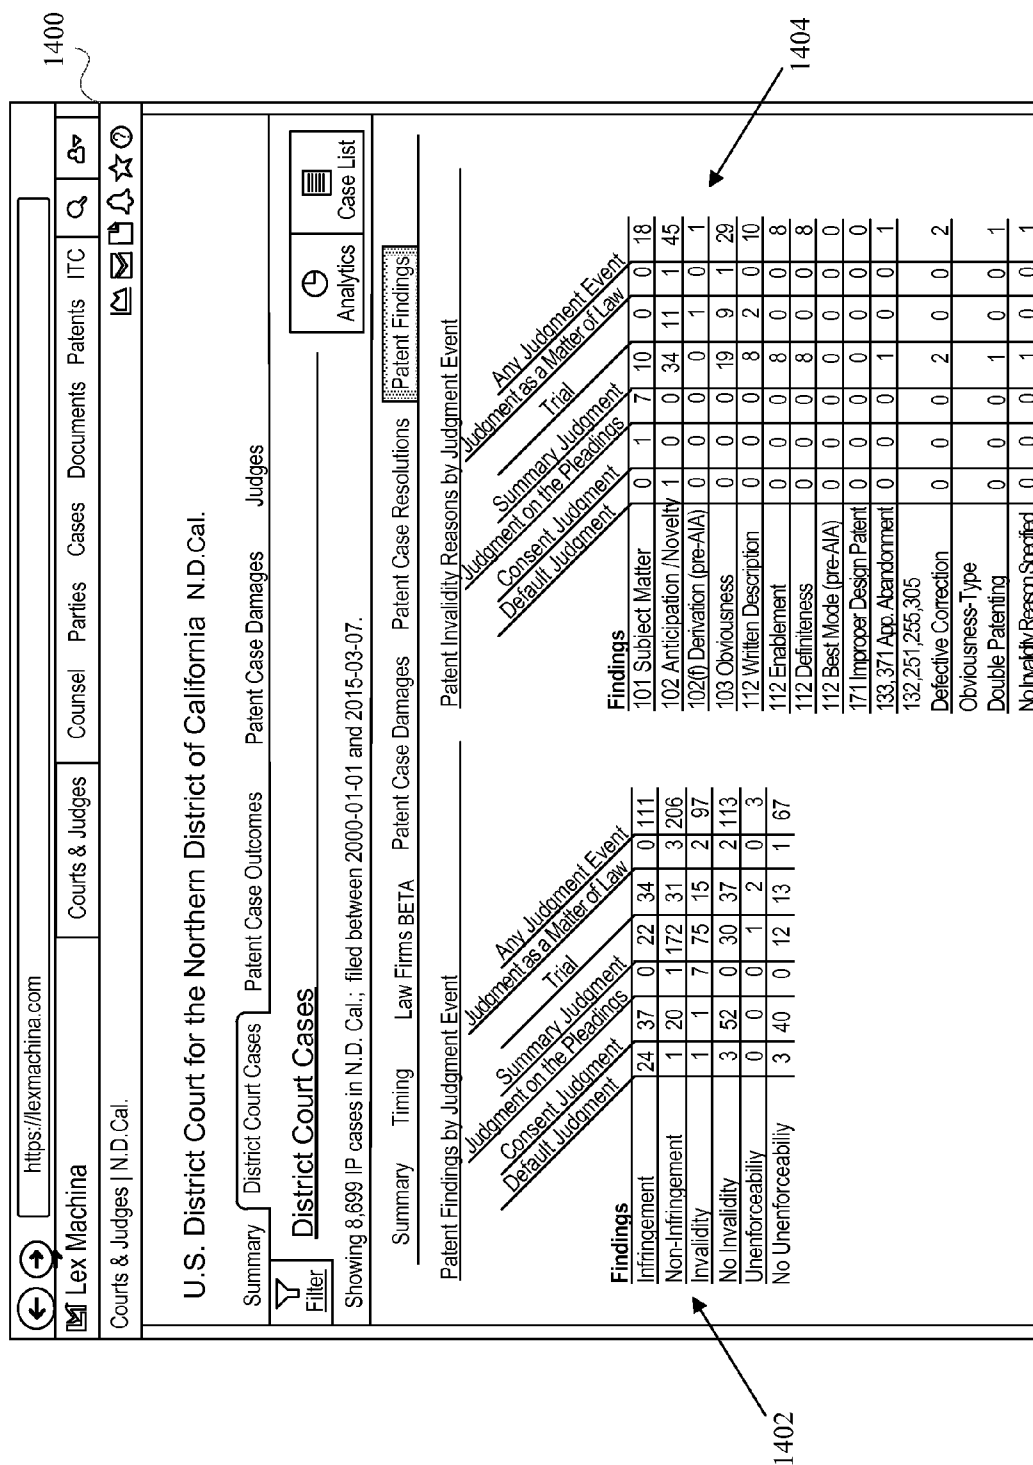 1400
https://lexmachina.com
Lex Machina Courts & Judges Counsel Parties Cases Documents Patents ITC
Courts & Judges | N.D.Cal.
U.S. District Court for the Northern District of California N.D.Cal.
Summary District Court Cases Patent Case Outcomes Patent Case Damages Judges
Filter
District Court Cases
Analytics
Case List
Showing 8,699 IP cases in N.D. Cal.; filed between 2000-01-01 and 2015-03-07.
Summary Timing Law Firms BETA Patent Case Damages Patent Case Resolutions Patent Findings
Patent Findings by Judgment Event
Default Judgment
Consent Judgment
Judgment on the Pleadings
Summary Judgment
Trial
Judgment as a Matter of Law
Any Judgment Event
Findings
Infringement 24 37 0 22 34 0 111
Non-Infringement 1 20 1 172 31 3 206
Invalidity 1 1 7 75 15 2 97
No Invalidity 3 52 0 30 37 2 113
Unenforceabiliy 0 0 0 1 2 0 3
No Unenforceabiliy 3 40 0 12 13 1 67
1402
Patent Invalidity Reasons by Judgment Event
Default Judgment
Consent Judgment
Judgment on the Pleadings
Summary Judgment
Trial
Judgment as a Matter of Law
Any Judgment Event
Findings
101 Subject Matter 0 1 7 10 0 0 18
102 Anticipation /Novelty 1 0 0 34 11 1 45
102(f) Derivation (pre-AIA) 0 0 0 0 1 0 1
103 Obviousness 0 0 0 19 9 1 29
112 Written Description 0 0 0 8 2 0 10
112 Enablement 0 0 0 8 0 0 8
112 Definiteness 0 0 0 8 0 0 8
112 Best Mode (pre-AIA) 0 0 0 0 0 0 0
171 Improper Design Patent 0 0 0 0 0 0 0
133,371 App. Abandonment 0 0 0 1 0 0 1
132,251,255,305
Defective Correction 0 0 0 2 0 0 2
Obviousness-Type
Double Patenting 0 0 0 1 0 0 1
No Invalidity Reason Specified 0 0 0 1 0 0 1
1404